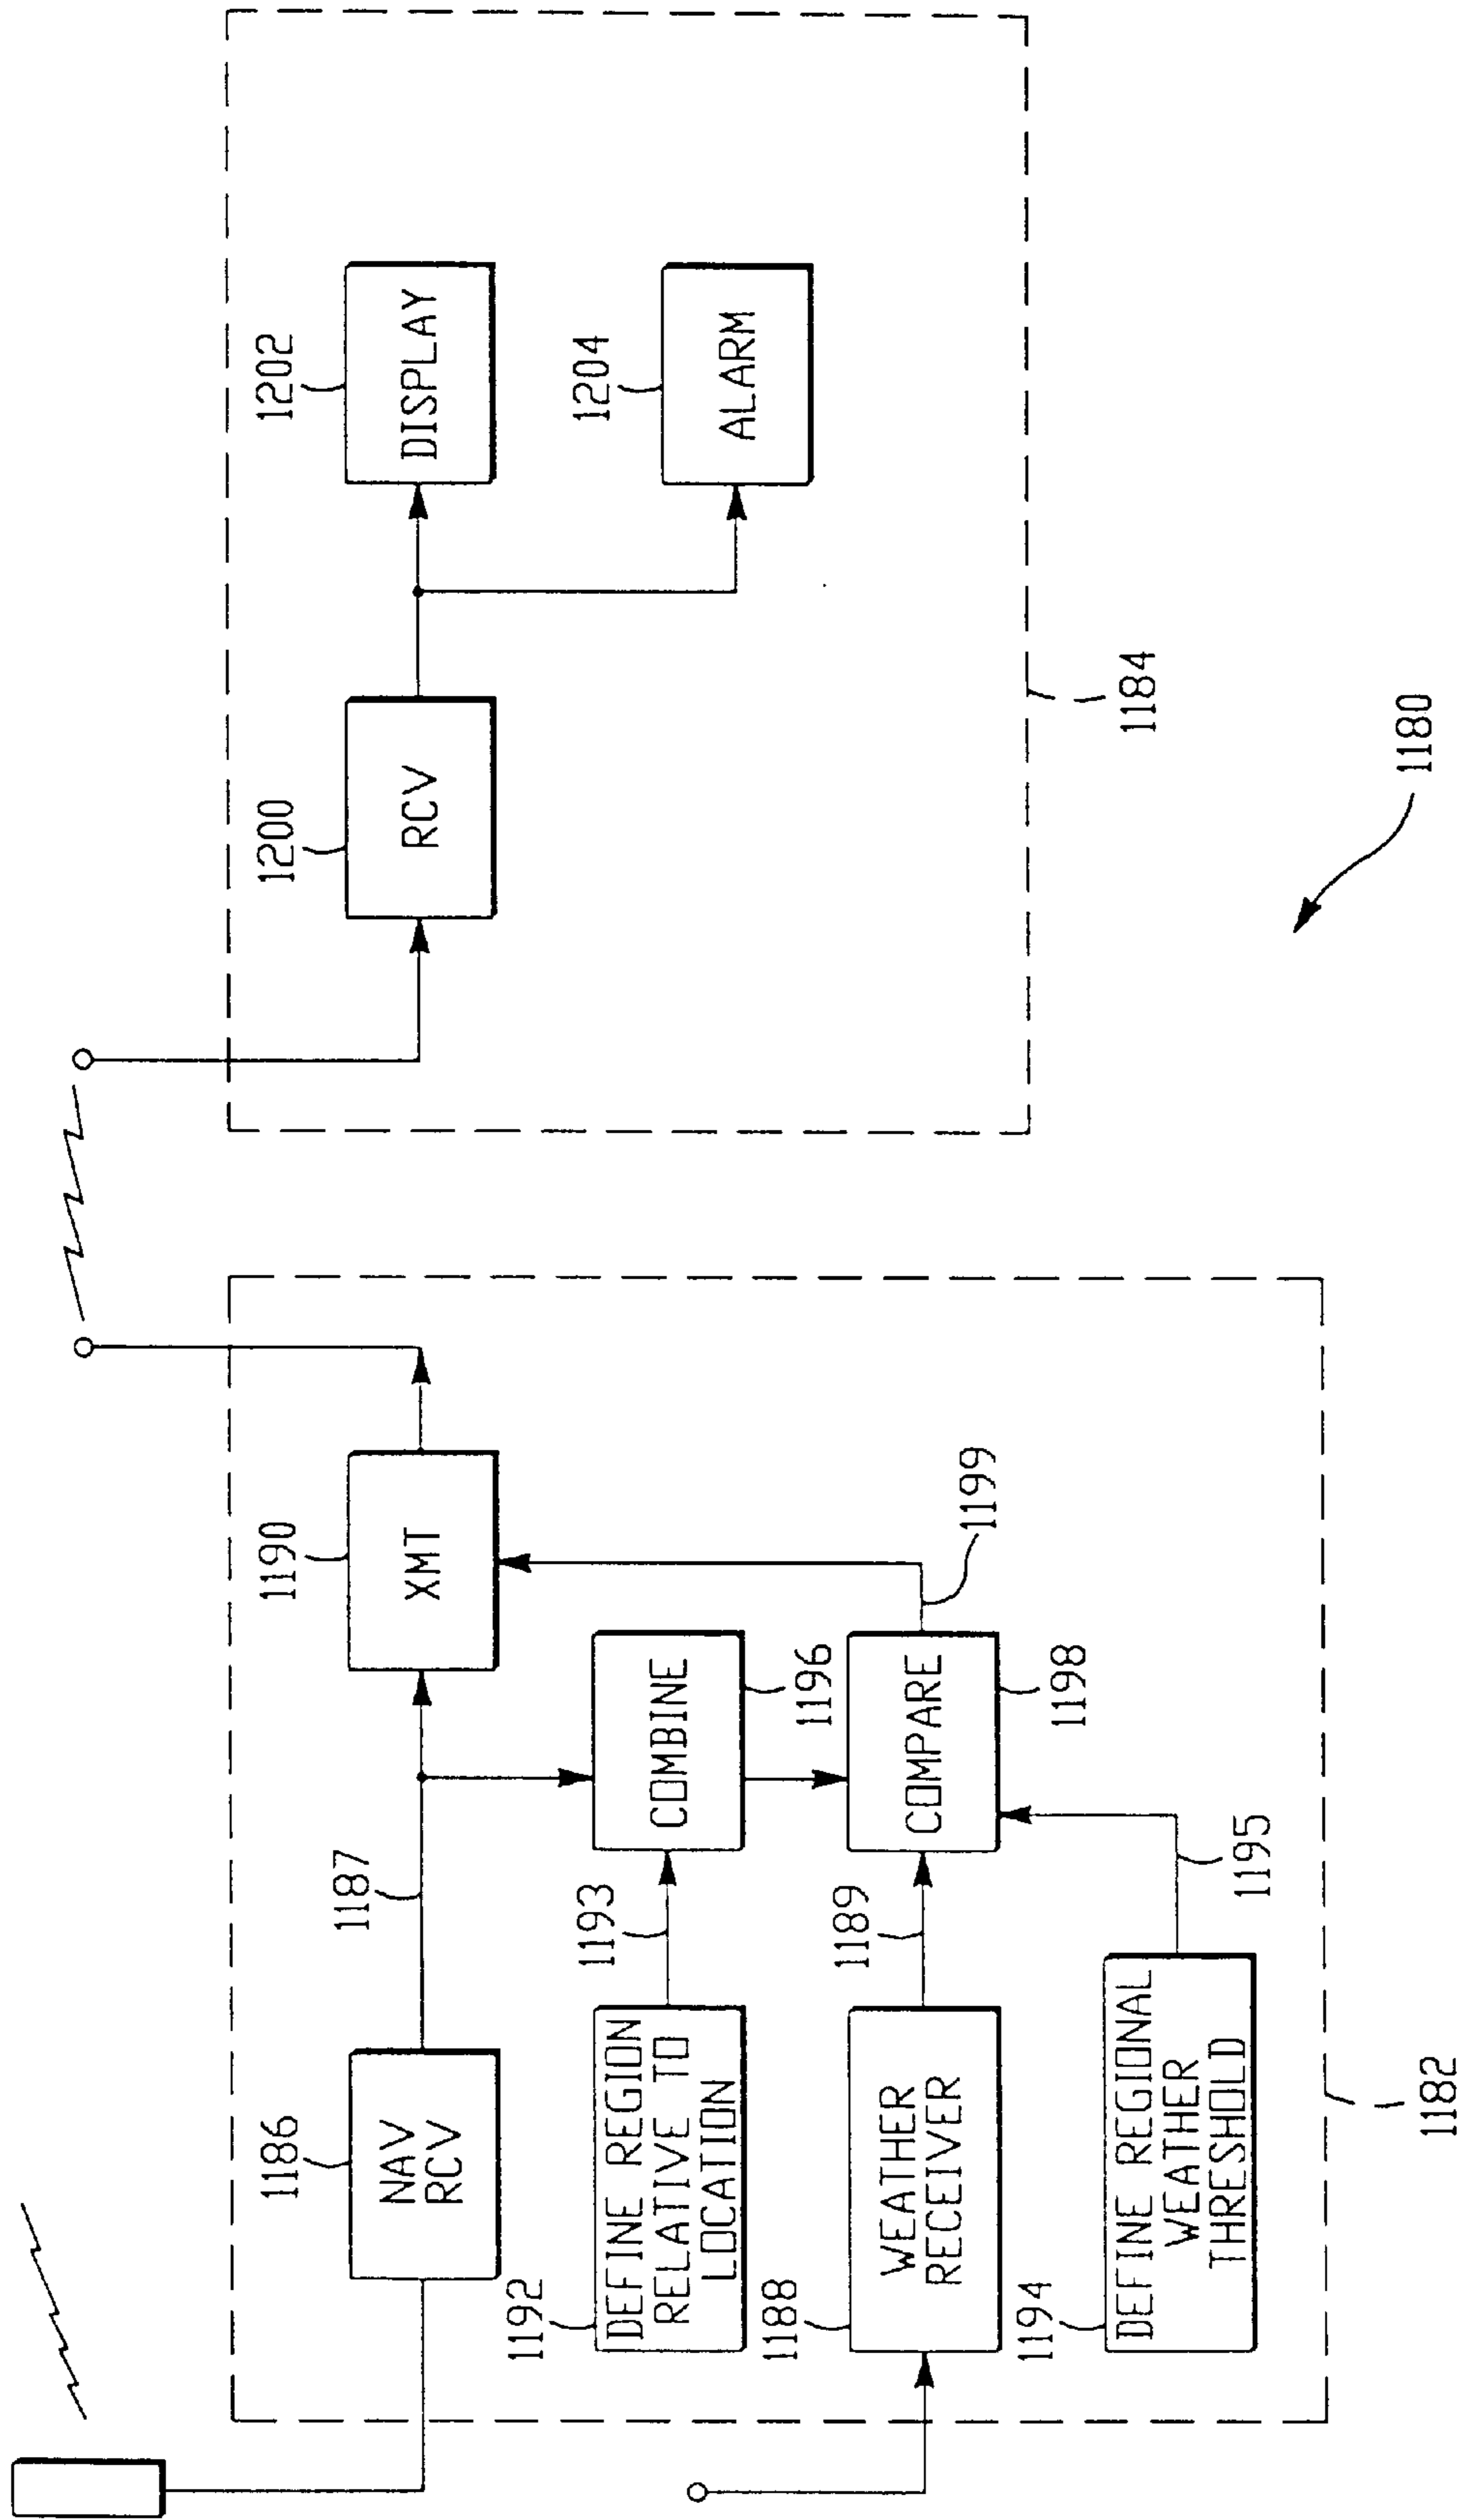 1186
NAV
RCV
1187
1190
XMT
1192
DEFINE REGION
RELATIVE TO
LOCATION
1193
COMBINE
1196
1188
WEATHER
RECEIVER
1189
COMPARE
1198
1199
1194
DEFINE REGIONAL
WEATHER
THRESHOLD
1195
1182
1200
RCV
1202
DISPLAY
1204
ALARM
1184
1180